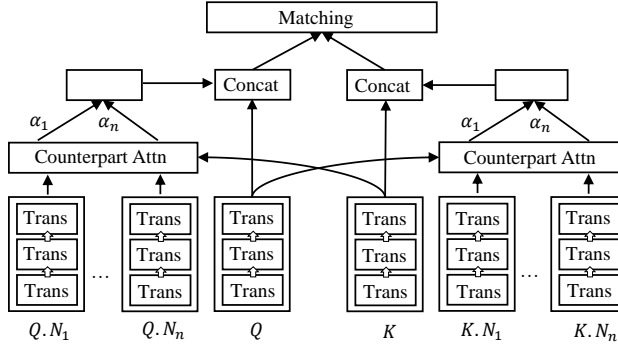 Matching
Concat Concat
α₁ αₙ α₁ αₙ
Counterpart Attn Counterpart Attn
Trans Trans Trans Trans Trans Trans
Trans Trans Trans Trans Trans Trans
... ...
Trans Trans Trans Trans Trans Trans
Q.N₁ Q.Nₙ Q K K.N₁ K.Nₙ